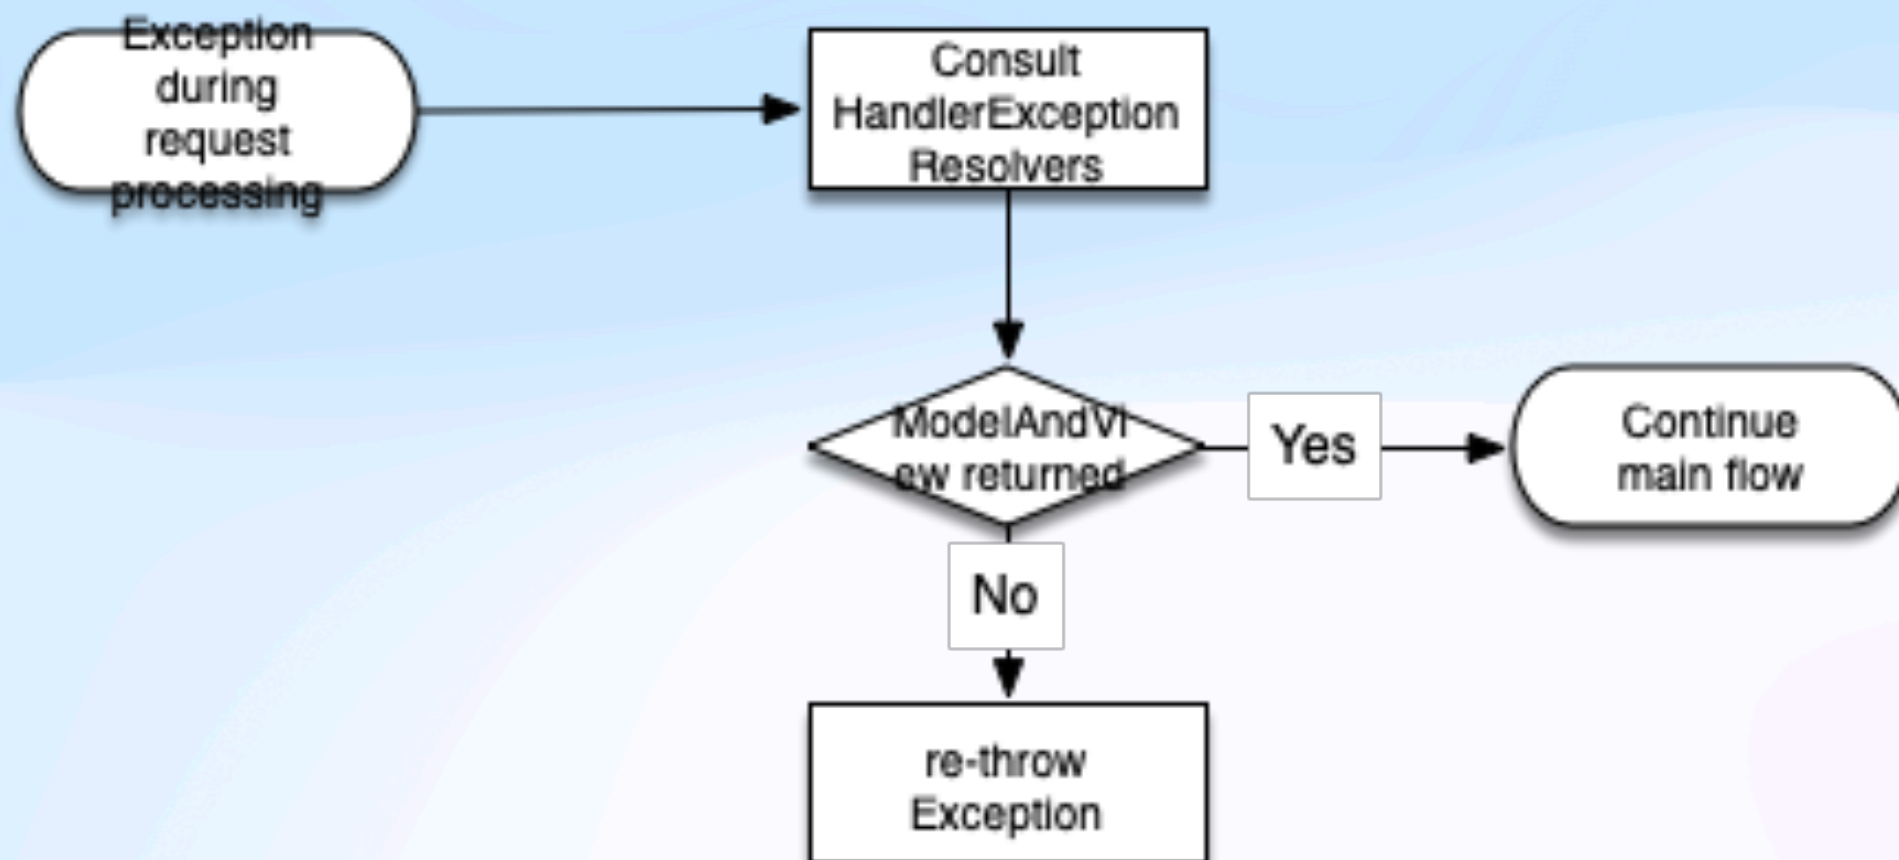 Exception
during
request
processing
Consult
HandlerException
Resolvers
ModelAndVi
ew returned
Yes
Continue
main flow
No
re-throw
Exception